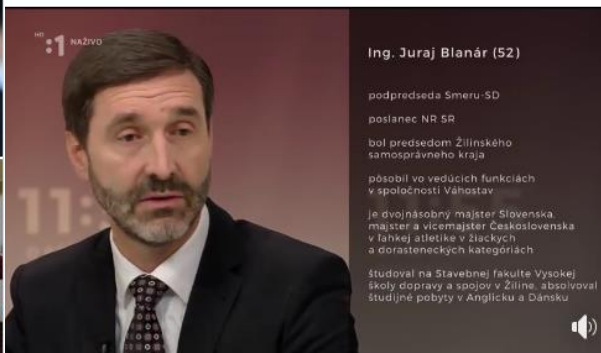 HD :1 NAŽIVO
Ing. Juraj Blanár (52)
podpredseda Smeru-SD
poslanec NR SR
bol predsedom Žilinského
samosprávneho kraja
pôsobil vo vedúcich funkciách
v spoločnosti Váhostav
je dvojnásobný majster Slovenska,
majster a vicemajster Československa
v ľahkej atletike v žiackych
a dorasteneckých kategóriách
študoval na Stavebnej fakulte Vysokej
školy dopravy a spojov v Žiline, absolvoval
študijné pobyty v Anglicku a Dánsku